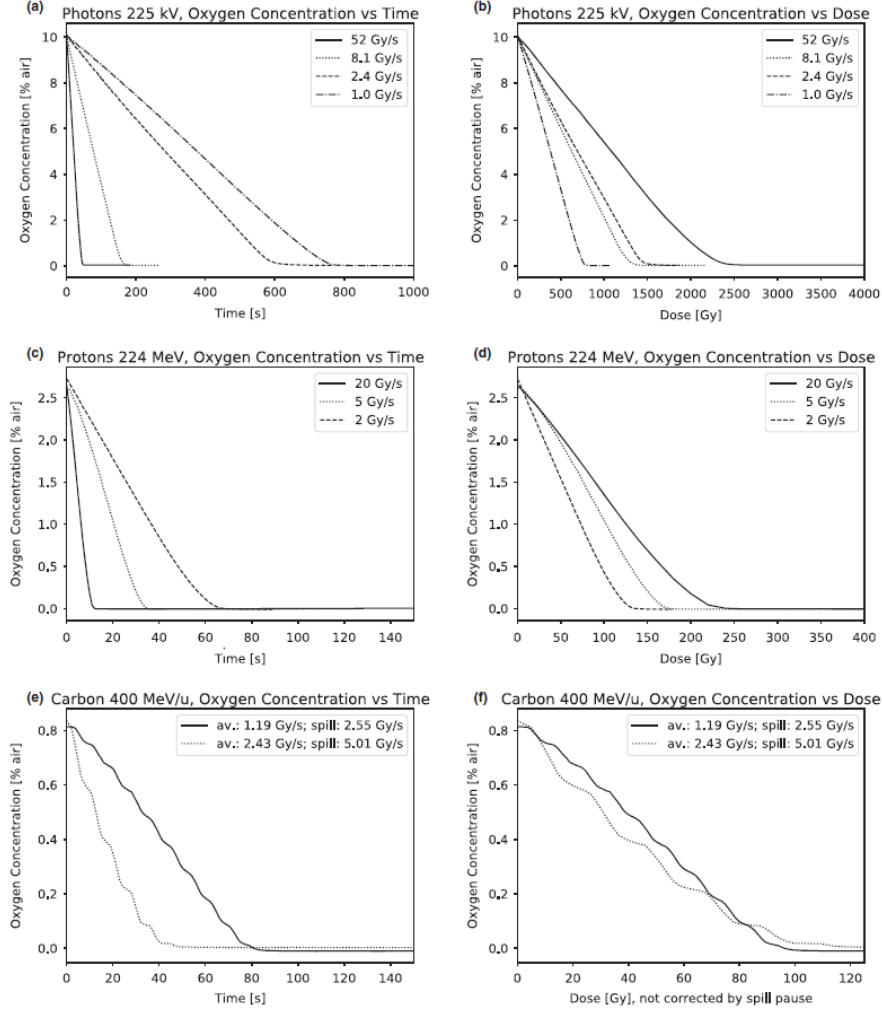 (a) Photons 225 kV, Oxygen Concentration vs Time
Oxygen Concentration [% air]
10
8
6
4
2
0
52 Gy/s
8.1 Gy/s
2.4 Gy/s
1.0 Gy/s
0 200 400 600 800 1000
Time [s]
(b) Photons 225 kV, Oxygen Concentration vs Dose
Oxygen Concentration [% air]
10
8
6
4
2
0
52 Gy/s
8.1 Gy/s
2.4 Gy/s
1.0 Gy/s
0 500 1000 1500 2000 2500 3000 3500 4000
Dose [Gy]
(c) Protons 224 MeV, Oxygen Concentration vs Time
Oxygen Concentration [% air]
2.5
2.0
1.5
1.0
0.5
0.0
20 Gy/s
5 Gy/s
2 Gy/s
0 20 40 60 80 100 120 140
Time [s]
(d) Protons 224 MeV, Oxygen Concentration vs Dose
Oxygen Concentration [% air]
2.5
2.0
1.5
1.0
0.5
0.0
20 Gy/s
5 Gy/s
2 Gy/s
0 50 100 150 200 250 300 350 400
Dose [Gy]
(e) Carbon 400 MeV/u, Oxygen Concentration vs Time
Oxygen Concentration [% air]
0.8
0.6
0.4
0.2
0.0
av.: 1.19 Gy/s; spill: 2.55 Gy/s
av.: 2.43 Gy/s; spill: 5.01 Gy/s
0 20 40 60 80 100 120 140
Time [s]
(f) Carbon 400 MeV/u, Oxygen Concentration vs Dose
Oxygen Concentration [% air]
0.8
0.6
0.4
0.2
0.0
av.: 1.19 Gy/s; spill: 2.55 Gy/s
av.: 2.43 Gy/s; spill: 5.01 Gy/s
0 20 40 60 80 100 120
Dose [Gy], not corrected by spill pause